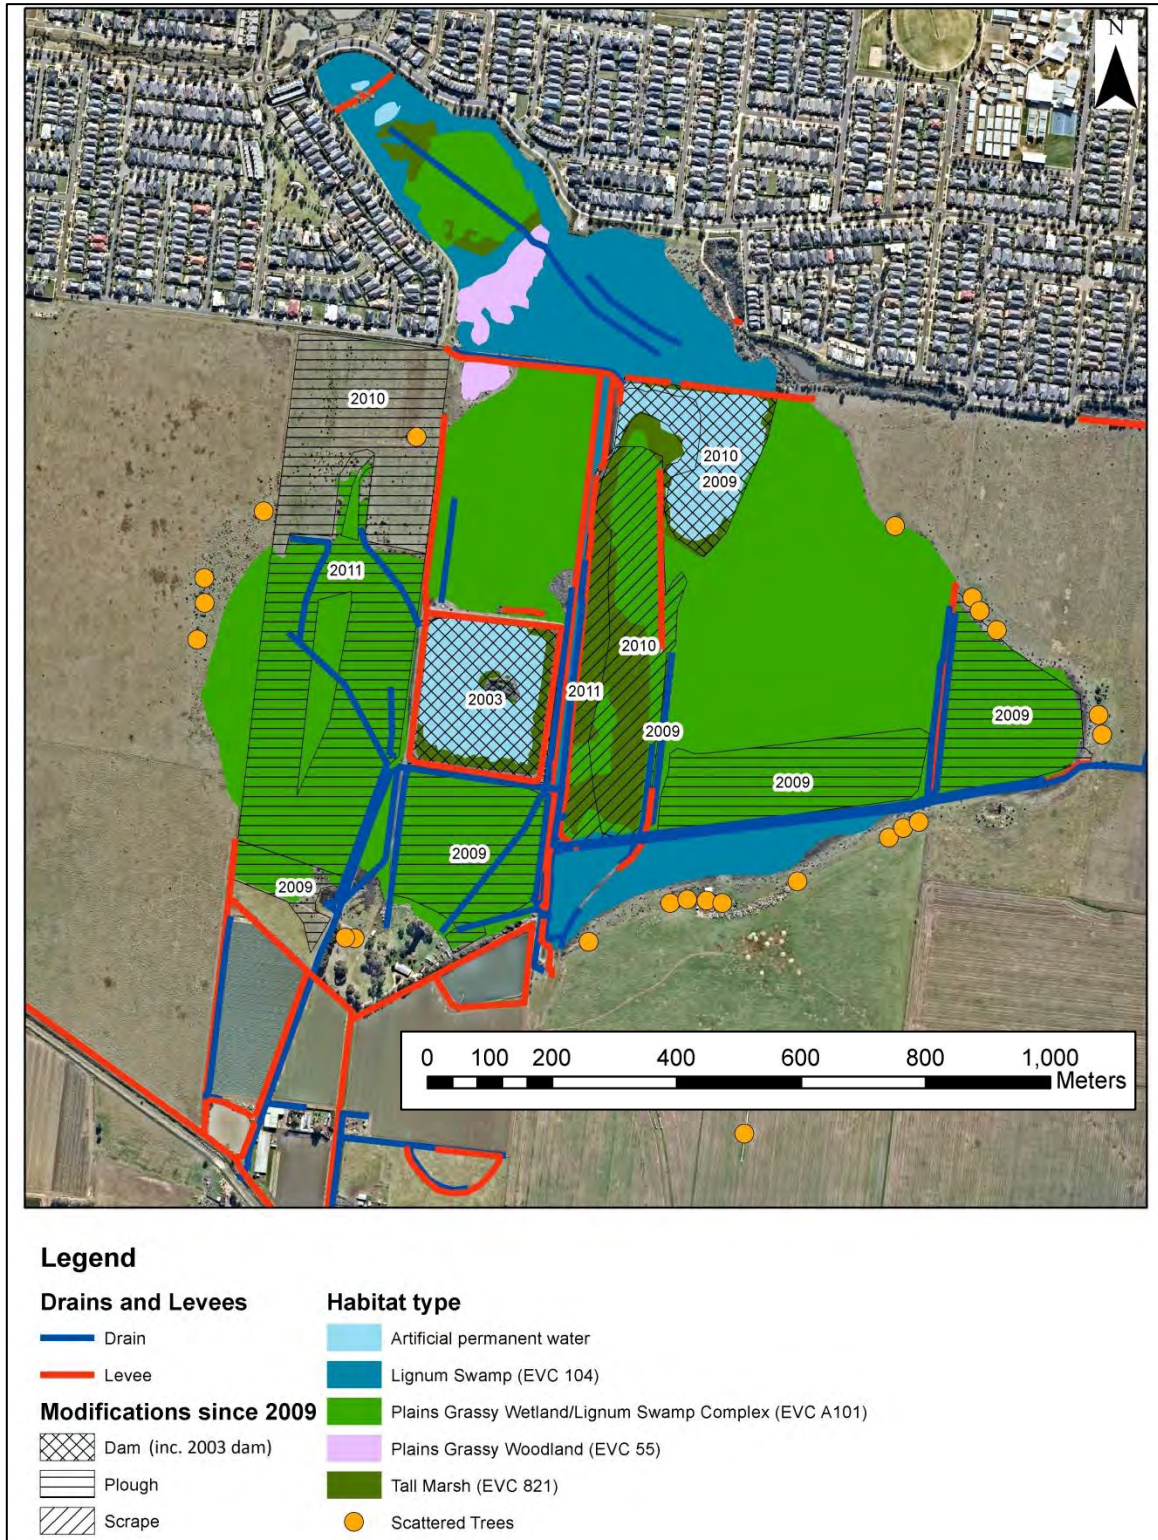 N
2010
2010
2009
2011
2010
2003
2011
2009
2009
2009
2009
2009
0 100 200 400 600 800 1,000
Meters
Legend
Drains and Levees
Drain
Levee
Modifications since 2009
Dam (inc. 2003 dam)
Plough
Scrape
Habitat type
Artificial permanent water
Lignum Swamp (EVC 104)
Plains Grassy Wetland/Lignum Swamp Complex (EVC A101)
Plains Grassy Woodland (EVC 55)
Tall Marsh (EVC 821)
Scattered Trees